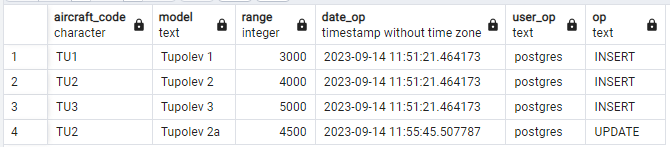 aircraft_code model range date_op user_op op
character text integer timestamp without time zone text text
1 TU1 Tupolev 1 3000 2023-09-14 11:51:21.464173 postgres INSERT
2 TU2 Tupolev 2 4000 2023-09-14 11:51:21.464173 postgres INSERT
3 TU3 Tupolev 3 5000 2023-09-14 11:51:21.464173 postgres INSERT
4 TU2 Tupolev 2a 4500 2023-09-14 11:55:45.507787 postgres UPDATE